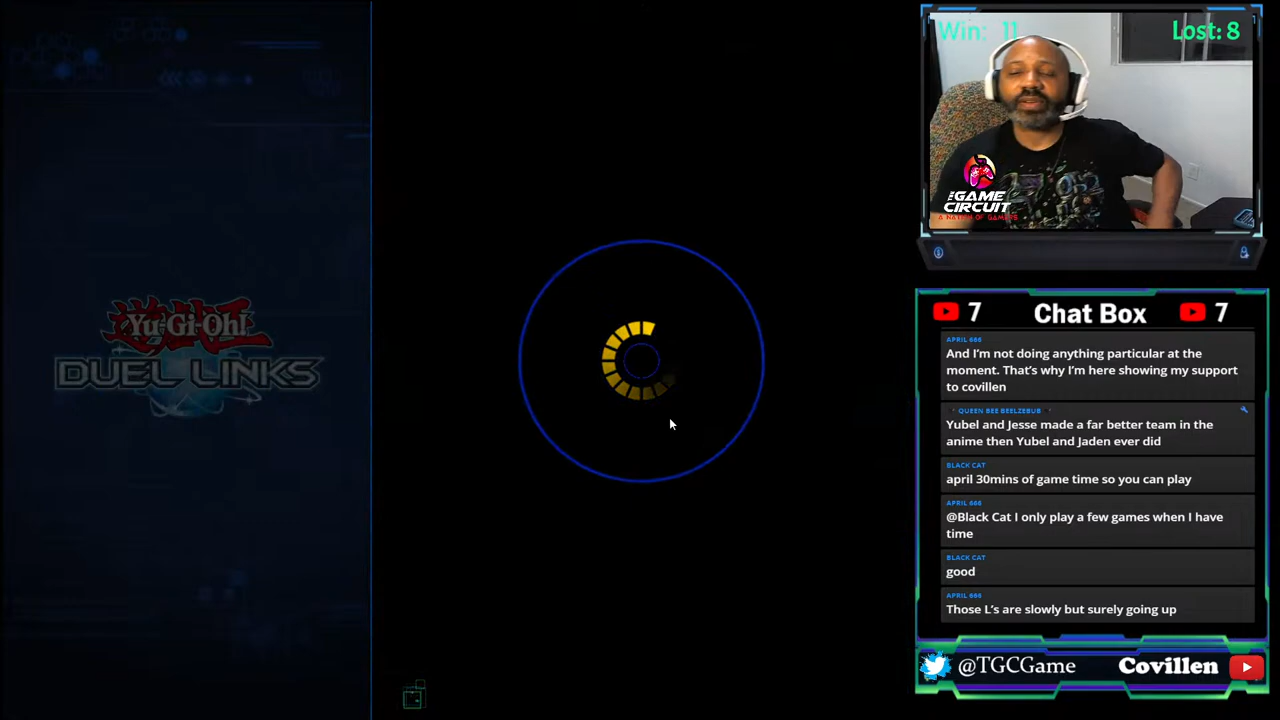 Win: 11
Lost: 8
THE
GAME
CIRCUIT
A NATION OF GAMERS
Yu-Gi-Oh!
DUEL LINKS
7
Chat Box
7
APRIL 666
And I'm not doing anything particular at the
moment. That's why I'm here showing my support
to covillen
QUEEN BEE BEELZEBUB
Yubel and Jesse made a far better team in the
anime then Yubel and Jaden ever did
BLACK CAT
april 30mins of game time so you can play
APRIL 666
@Black Cat I only play a few games when I have
time
BLACK CAT
good
APRIL 666
Those L's are slowly but surely going up
@TGCGame
Covillen